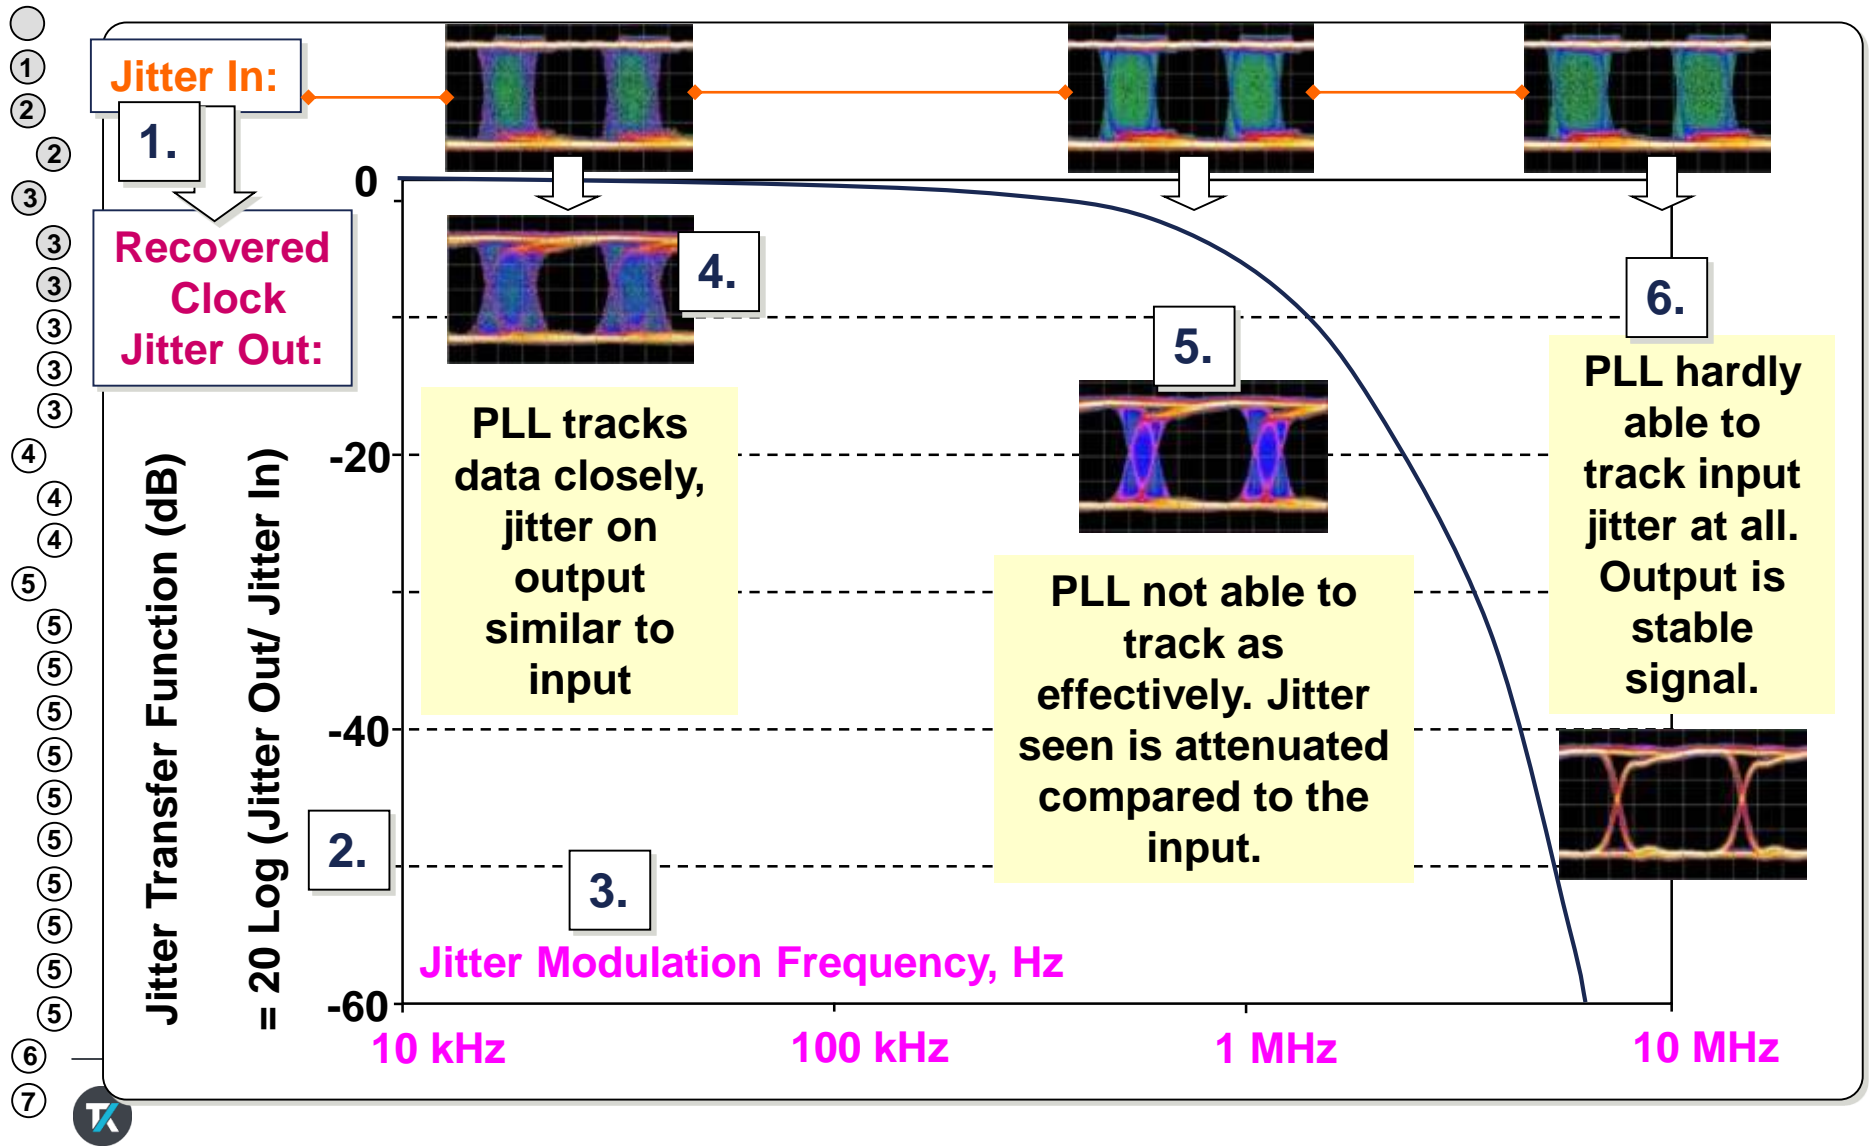 1
2
2
3
3
3
3
3
3
4
4
4
5
5
5
5
5
5
5
5
5
5
5
6
7
Jitter In:
1.
Recovered
Clock
Jitter Out:
Jitter Transfer Function (dB)
= 20 Log (Jitter Out/ Jitter In)
0
-20
-40
-60
2.
3.
Jitter Modulation Frequency, Hz
10 kHz
100 kHz
1 MHz
10 MHz
4.
PLL tracks
data closely,
jitter on
output
similar to
input
5.
PLL not able to
track as
effectively. Jitter
seen is attenuated
compared to the
input.
6.
PLL hardly
able to
track input
jitter at all.
Output is
stable
signal.
TX